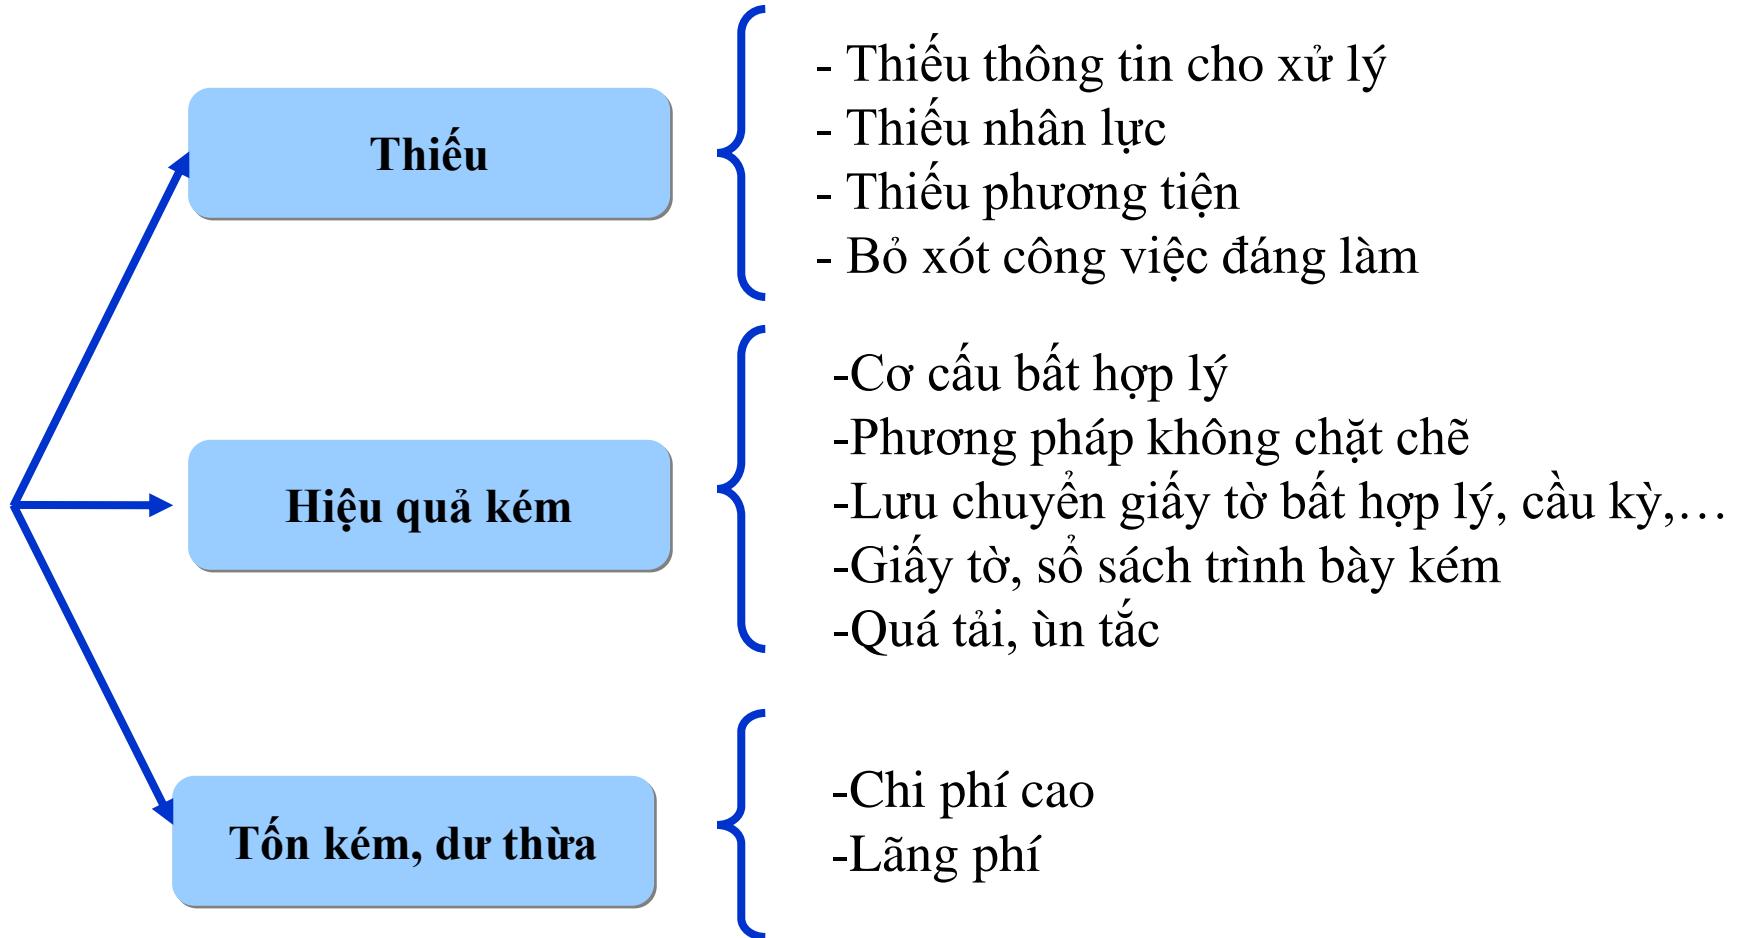 Thiếu
- Thiếu thông tin cho xử lý
- Thiếu nhân lực
- Thiếu phương tiện
- Bỏ xót công việc đáng làm
Hiệu quả kém
-Cơ cấu bất hợp lý
-Phương pháp không chặt chẽ
-Lưu chuyển giấy tờ bất hợp lý, cầu kỳ,…
-Giấy tờ, sổ sách trình bày kém
-Quá tải, ùn tắc
Tốn kém, dư thừa
-Chi phí cao
-Lãng phí